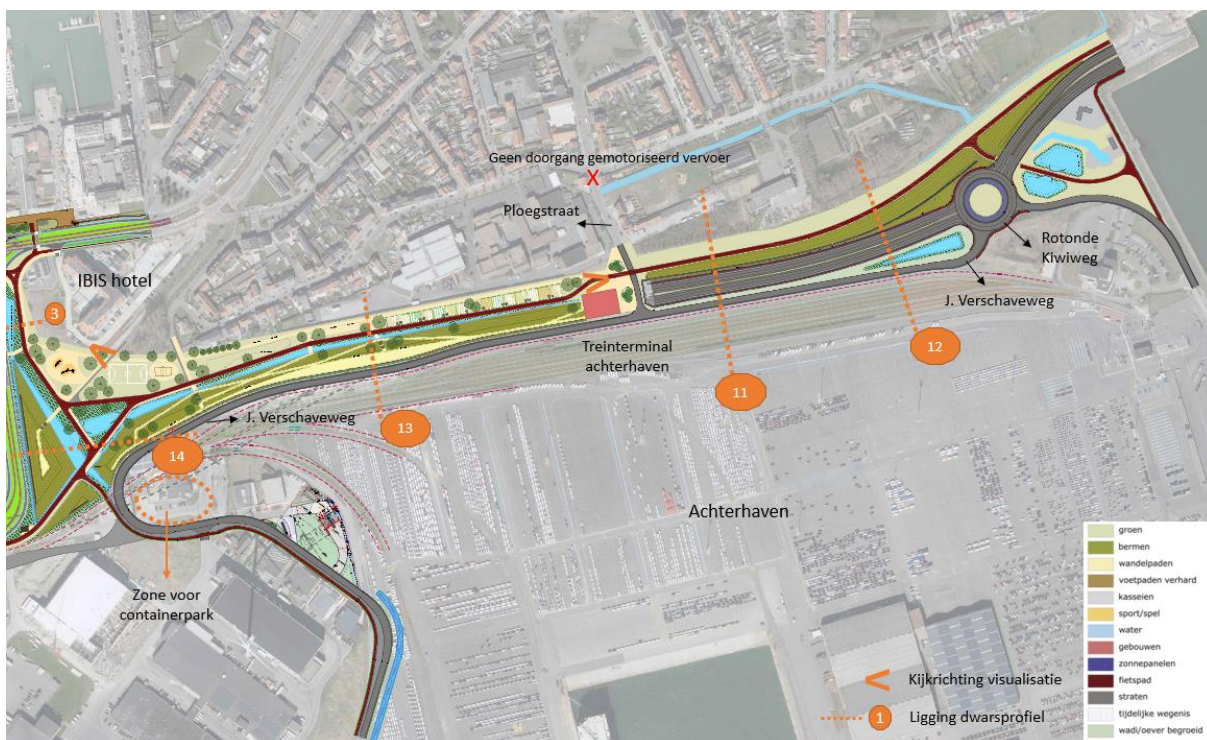 Geen doorgang gemotoriseerd vervoer
X
Ploegstraat
IBIS hotel
Rotonde
Kiwiweg
J. Verschaveweg
3
12
Treinterminal
achterhaven
11
J. Verschaveweg
13
14
Achterhaven
Zone voor
containerpark
Kijkrichting visualisatie
1 Ligging dwarsprofiel
groen
bermen
wandelpaden
voetpaden verhard
kasseien
sport/spel
water
gebouwen
zonnepanelen
fietspad
straten
tijdelijke wegenis
wadi/oever begroeid